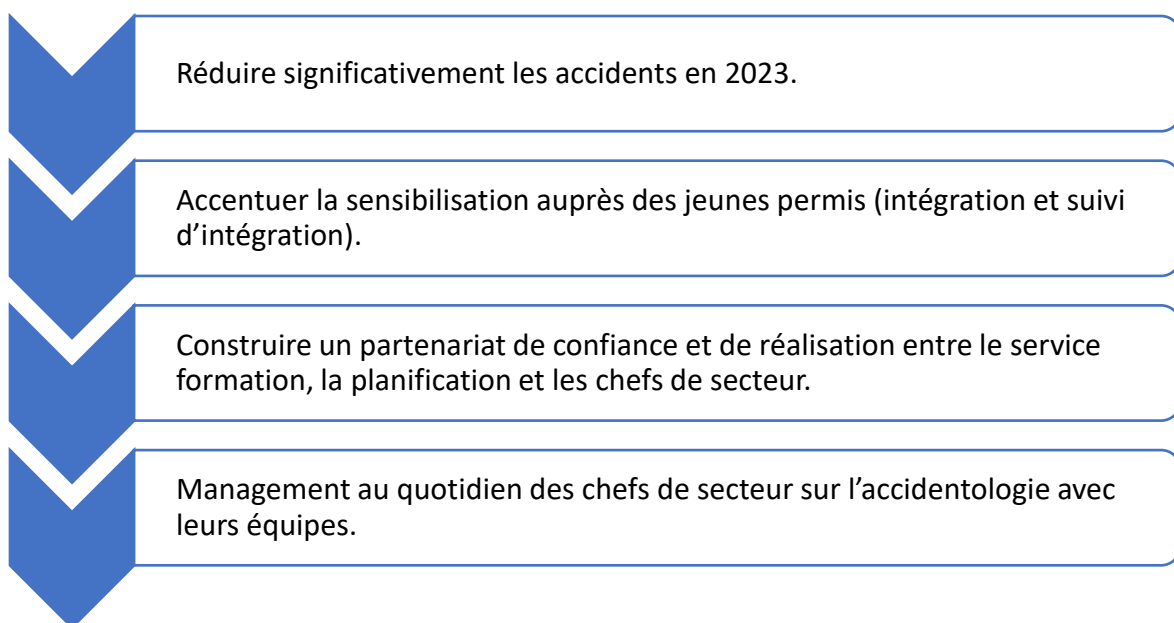 Réduire significativement les accidents en 2023.
Accentuer la sensibilisation auprès des jeunes permis (intégration et suivi
d’intégration).
Construire un partenariat de confiance et de réalisation entre le service
formation, la planification et les chefs de secteur.
Management au quotidien des chefs de secteur sur l’accidentologie avec
leurs équipes.